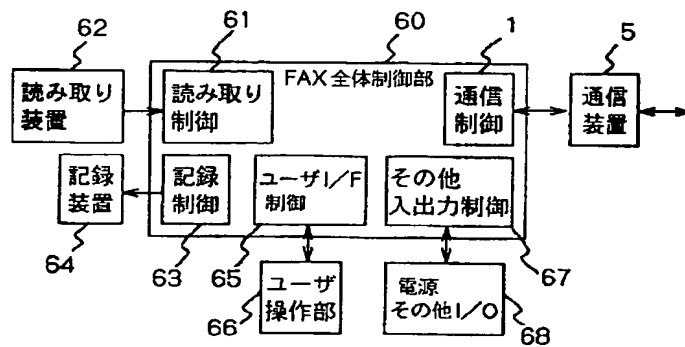 62
61
60
1
5
読み取り
装置
読み取り
制御
FAX全体制御部
通信
制御
通信
装置
記録
装置
記録
制御
ユーザI/F
制御
その他
入出力制御
64
63
65
67
66
ユーザ
操作部
電源
その他I/O
68